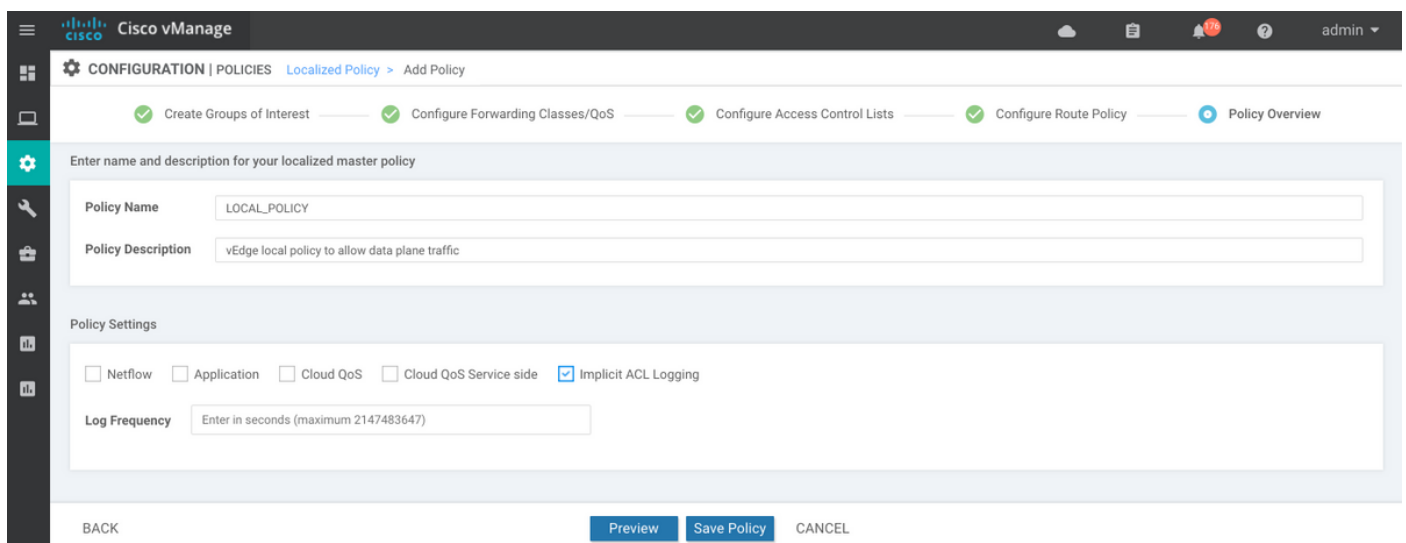 cisco Cisco vManage 176 admin
CONFIGURATION | POLICIES Localized Policy > Add Policy
Create Groups of Interest Configure Forwarding Classes/QoS Configure Access Control Lists Configure Route Policy Policy Overview
Enter name and description for your localized master policy
Policy Name LOCAL_POLICY
Policy Description vEdge local policy to allow data plane traffic
Policy Settings
Netflow Application Cloud QoS Cloud QoS Service side Implicit ACL Logging
Log Frequency Enter in seconds (maximum 2147483647)
BACK Preview Save Policy CANCEL